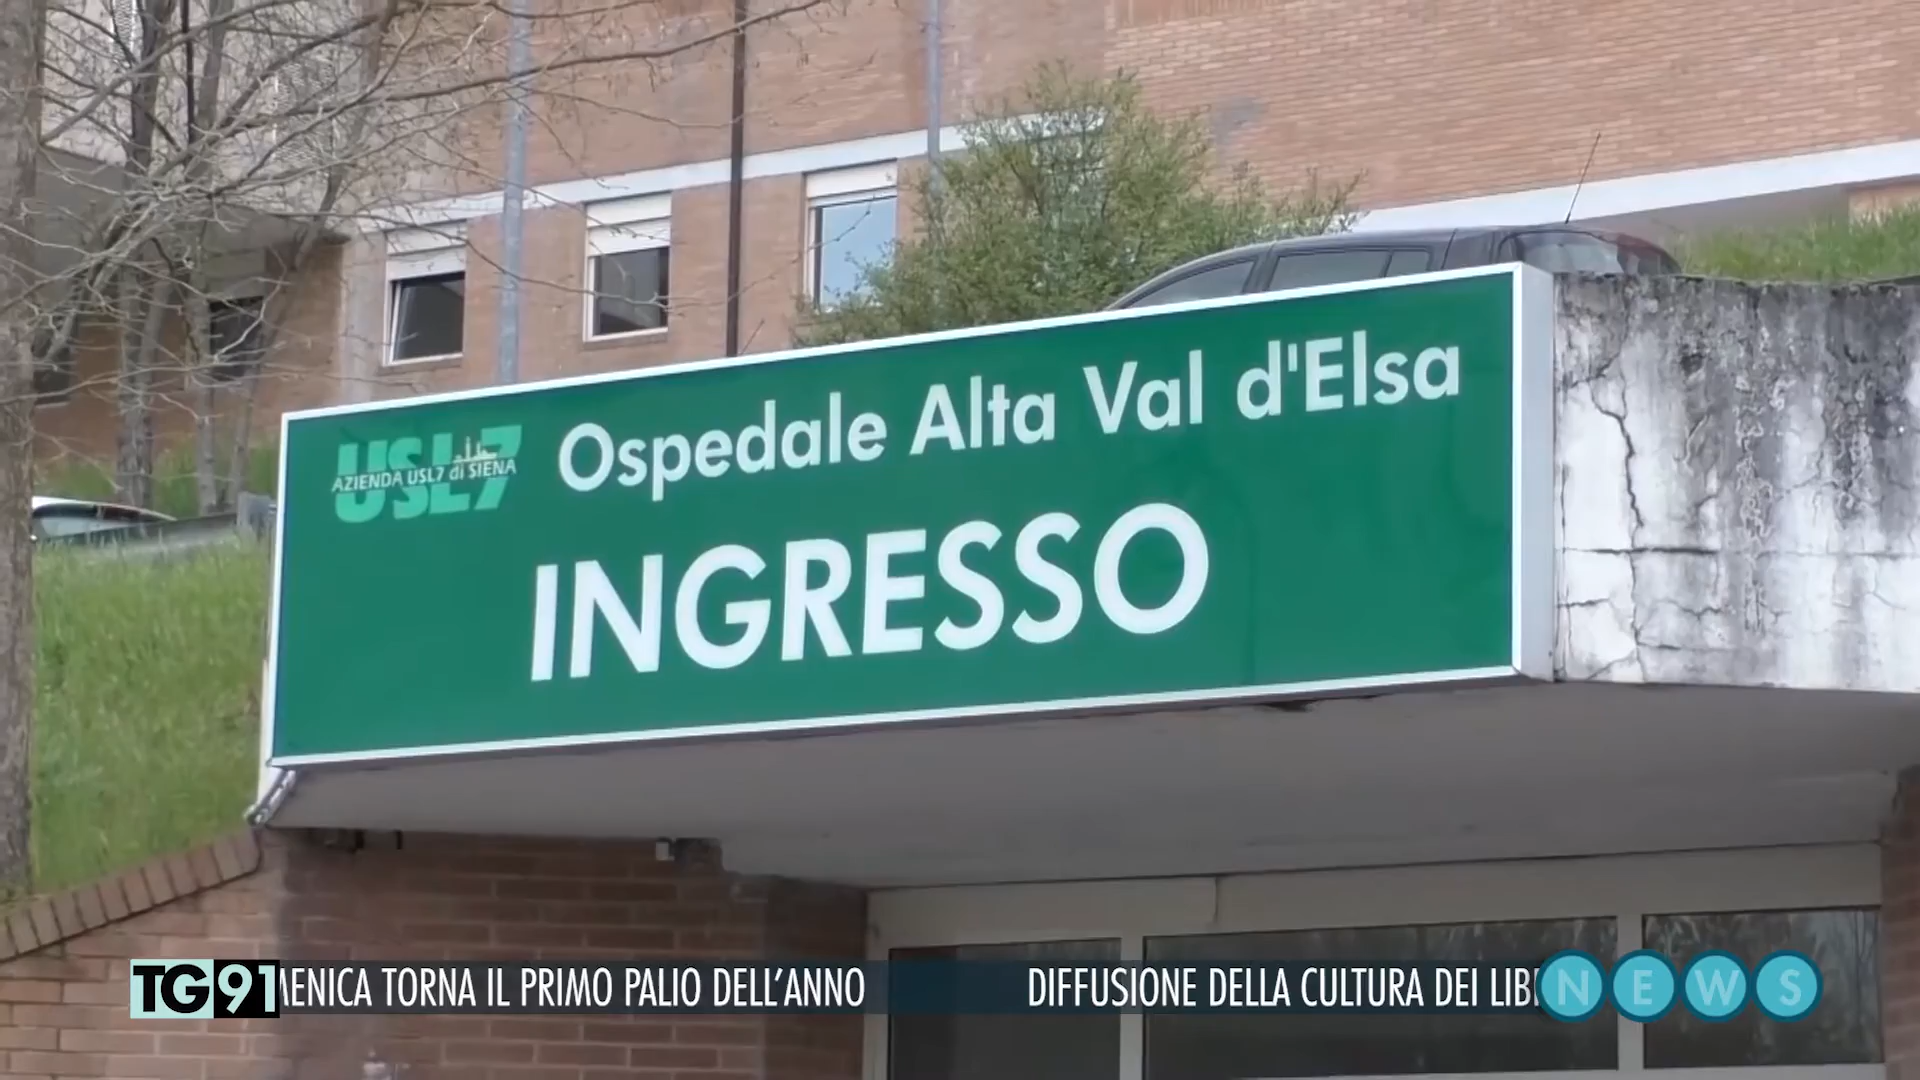 USL7
AZIENDA USL7 di SIENA
Ospedale Alta Val d'Elsa
INGRESSO
TG91
MENICA TORNA IL PRIMO PALIO DELL'ANNO
DIFFUSIONE DELLA CULTURA DEI LIB
NEWS